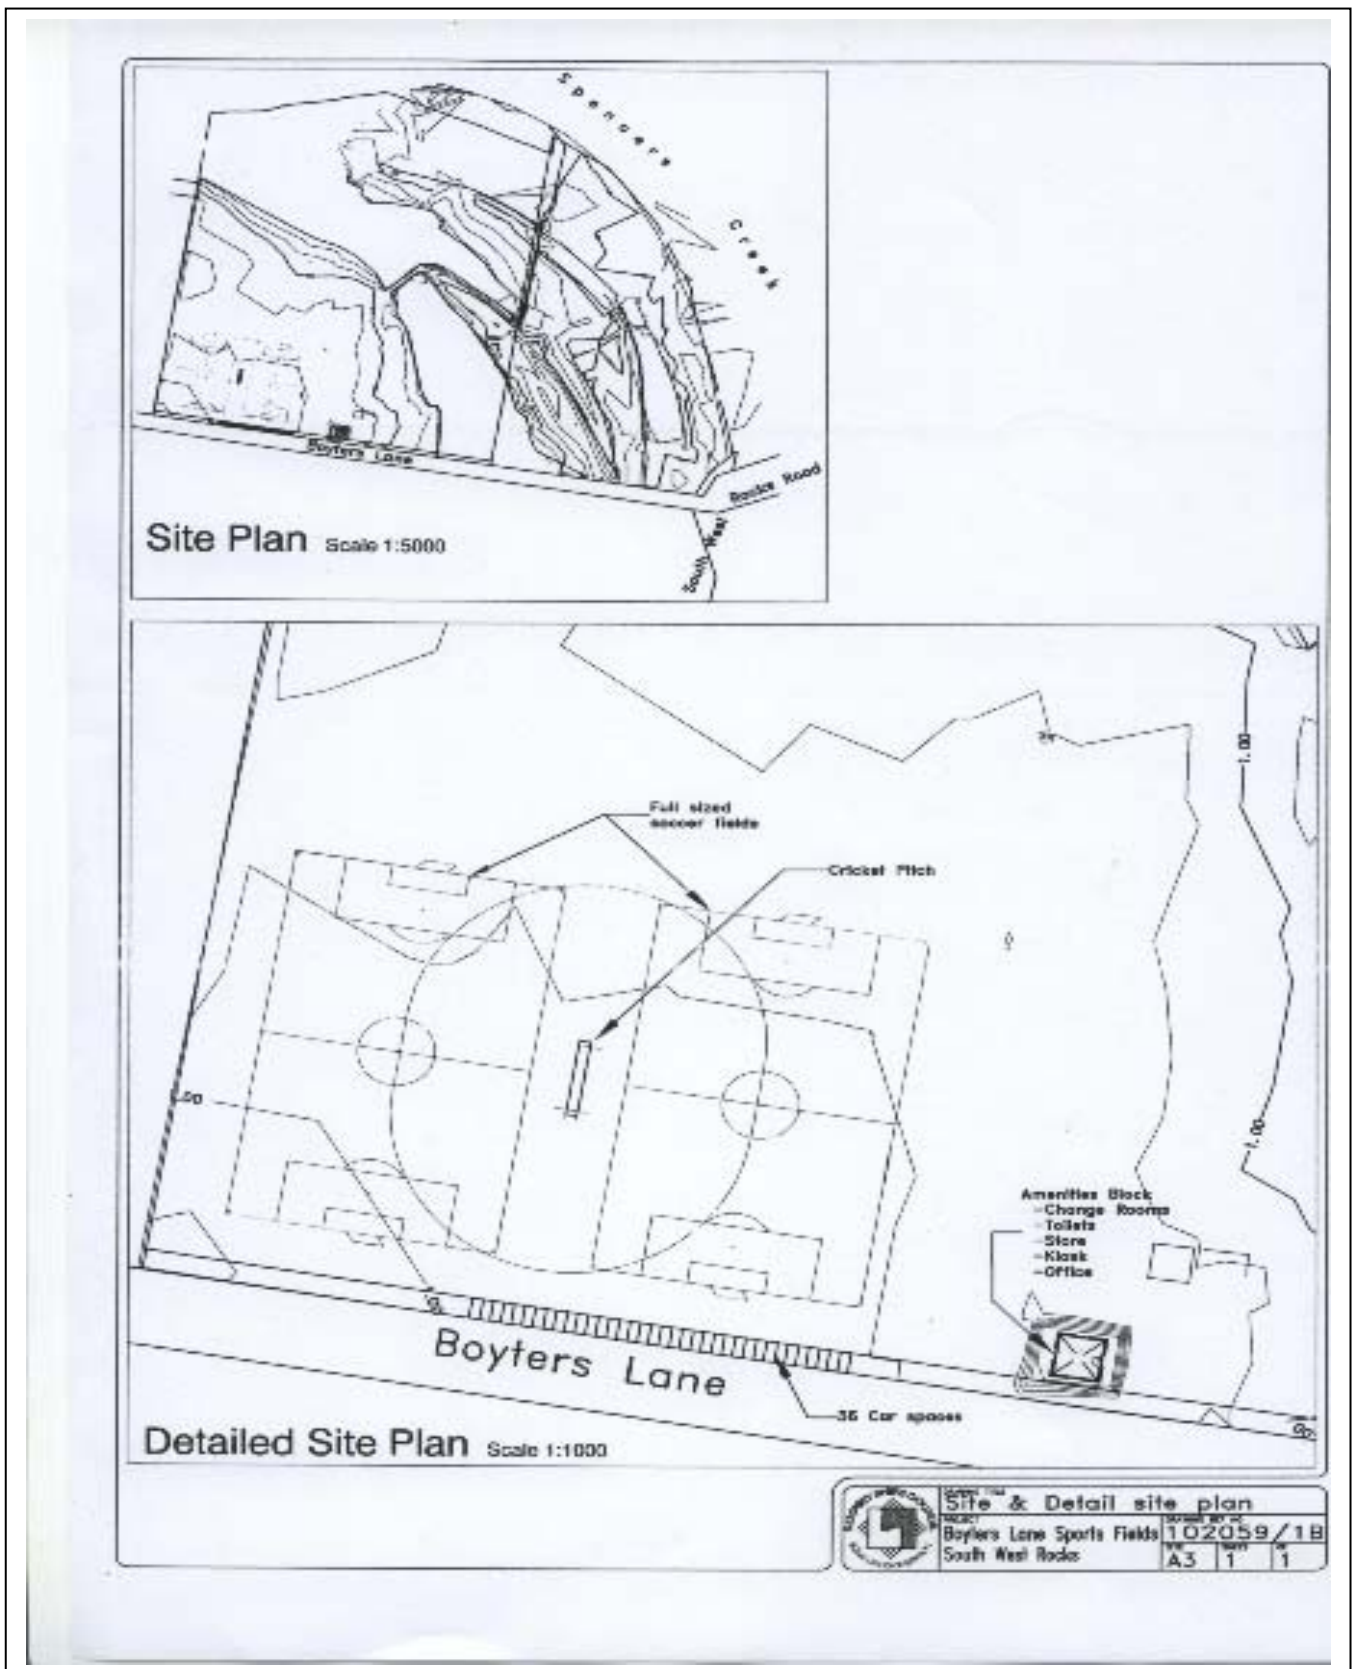 Spencers
Creek
Boyters Lane
Rocks Road
South West
Site Plan Scale 1:5000
1.00
Full sized
soccer fields
Cricket Pitch
1.00
Amenities Block
-Change Rooms
-Toilets
-Store
-Kiosk
-Office
Boyters Lane
36 Car spaces
Detailed Site Plan Scale 1:1000
Site & Detail site plan
PROJECT
Boyters Lane Sports Fields
South West Rocks
102059/1B
A3 1 1